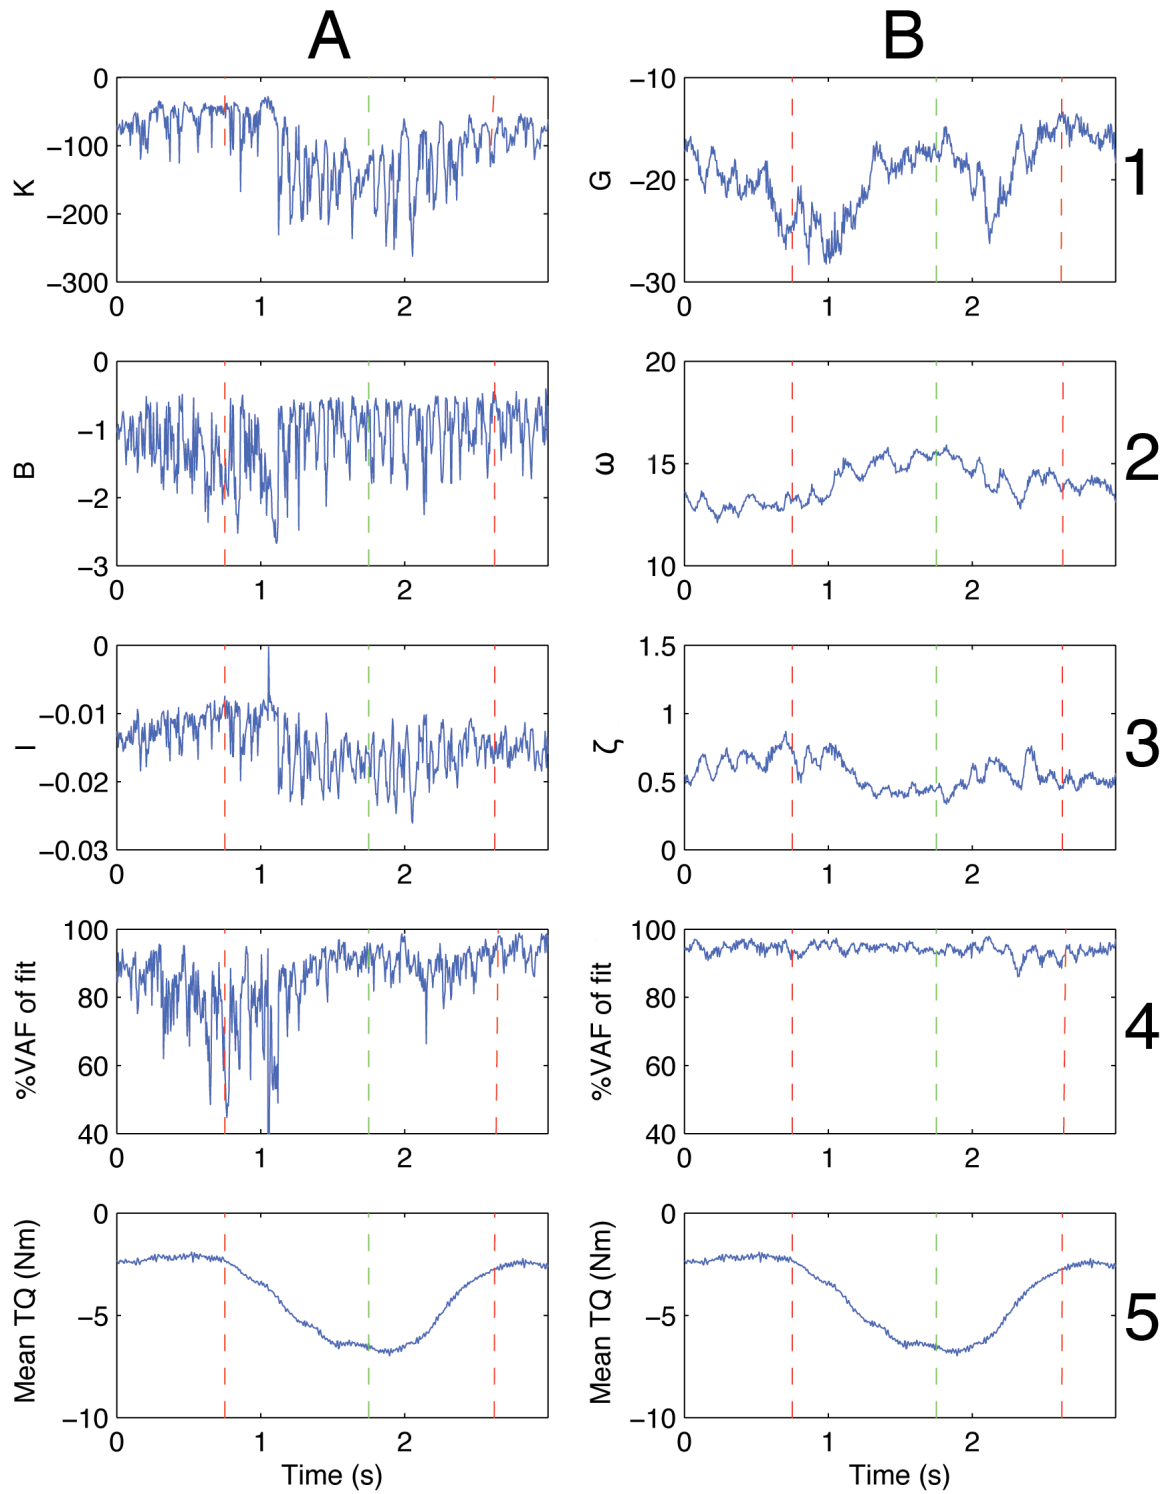 A B
0
−100
−200
−300
K
0 1 2
−10
−20
−30
G
0 1 2
1
0
−1
−2
−3
B
0 1 2
20
15
10
ω
0 1 2
2
0
−0.01
−0.02
−0.03
I
0 1 2
1.5
1
0.5
0
ζ
0 1 2
3
100
80
60
40
%VAF of fit
0 1 2
100
80
60
40
%VAF of fit
0 1 2
4
0
−5
−10
Mean TQ (Nm)
0 1 2
Time (s)
0
−5
−10
Mean TQ (Nm)
0 1 2
Time (s)
5